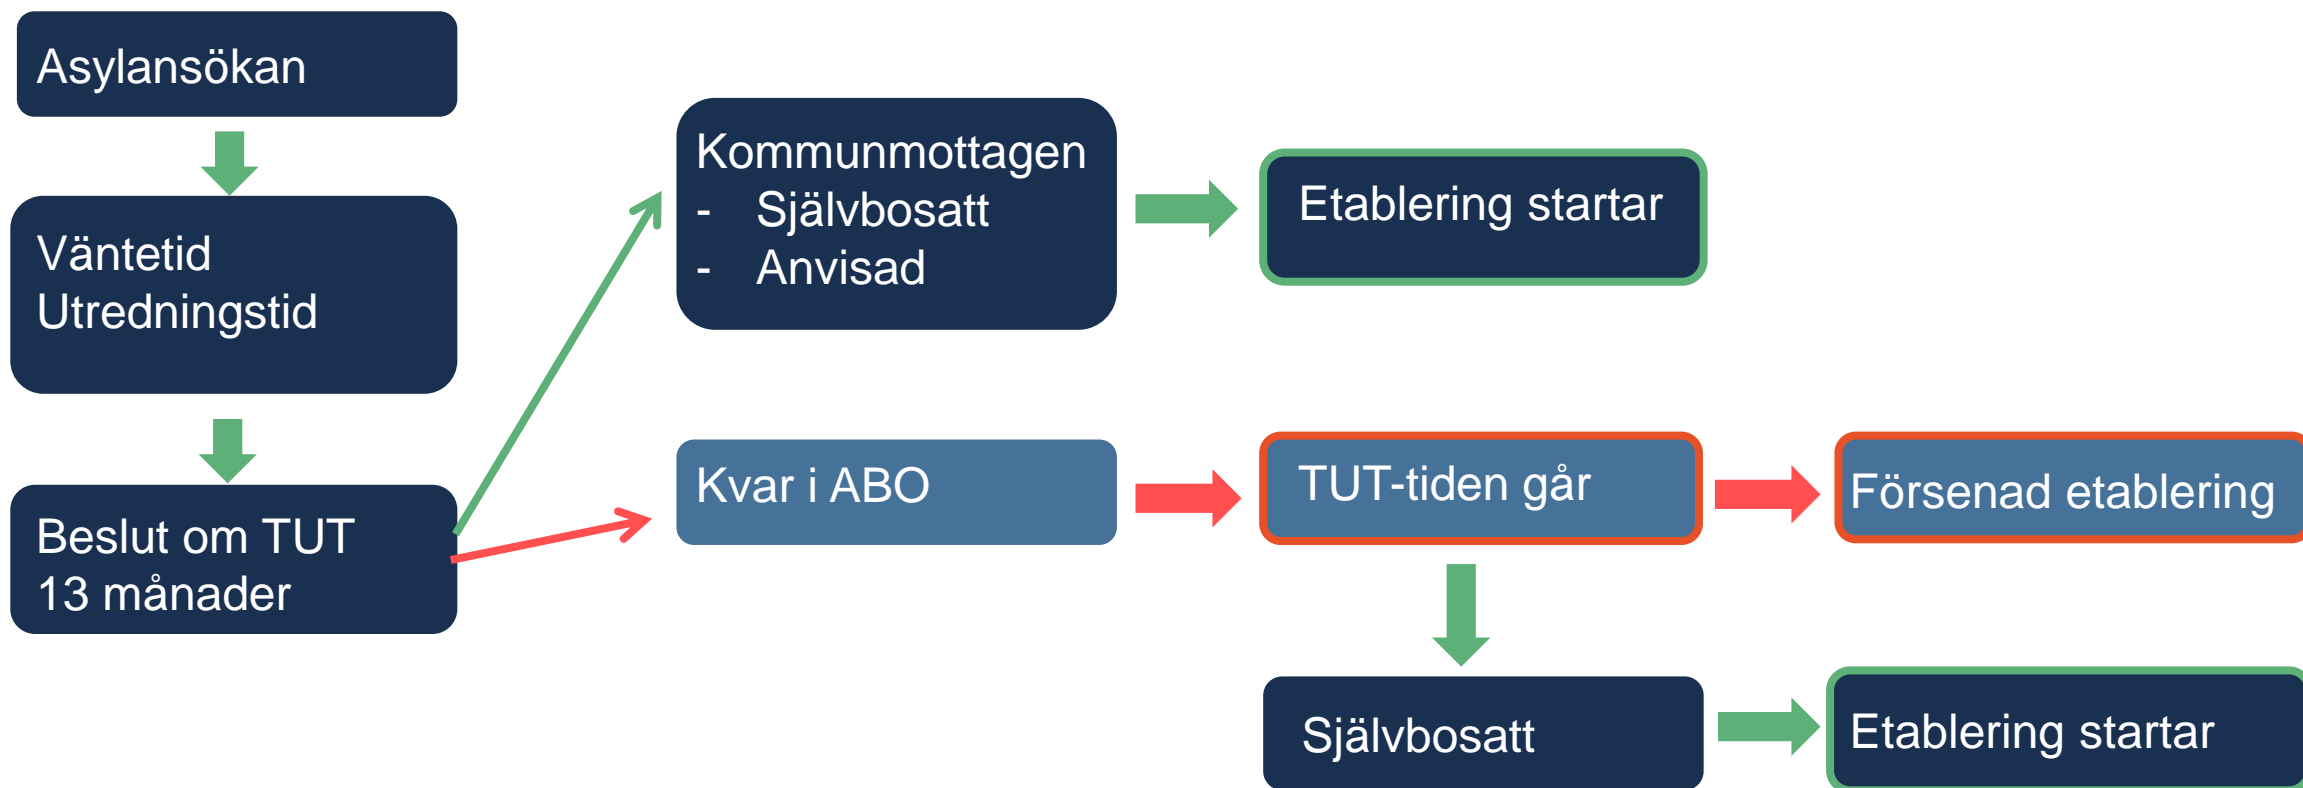 Asylansökan
Väntetid
Utredningstid
Beslut om TUT
13 månader
Kommunmottagen
- Självbosatt
- Anvisad
Etablering startar
Kvar i ABO
TUT-tiden går
Försenad etablering
Självbosatt
Etablering startar